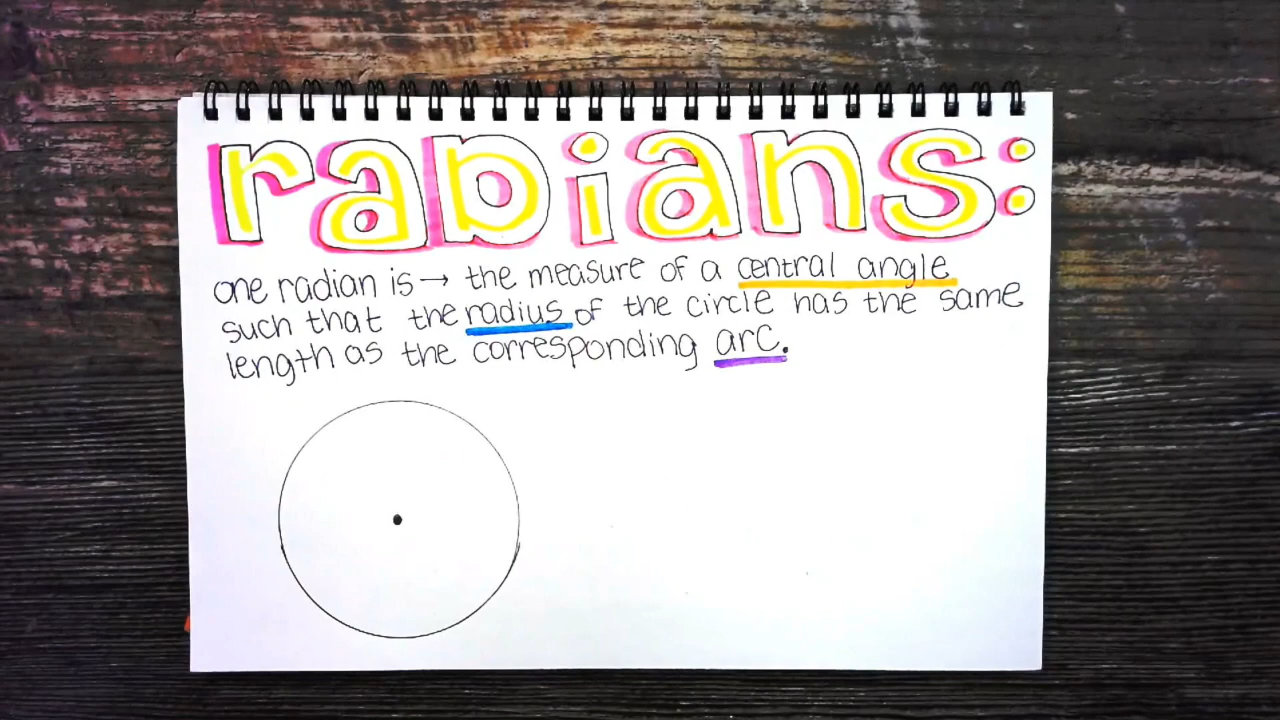 radians:
one radian is → the measure of a central angle
such that the radius of the circle has the same
length as the corresponding arc.